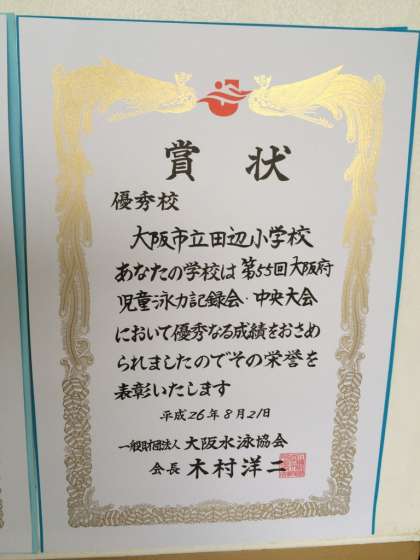 賞状
優秀校
大阪市立田辺小学校
あなたの学校は第55回大阪府
児童泳力記録会・中央大会
において優秀なる成績をおさめ
られましたのでその栄誉を
表彰いたします
平成26年8月21日
一般財団法人 大阪水泳協会
会長 木村洋二